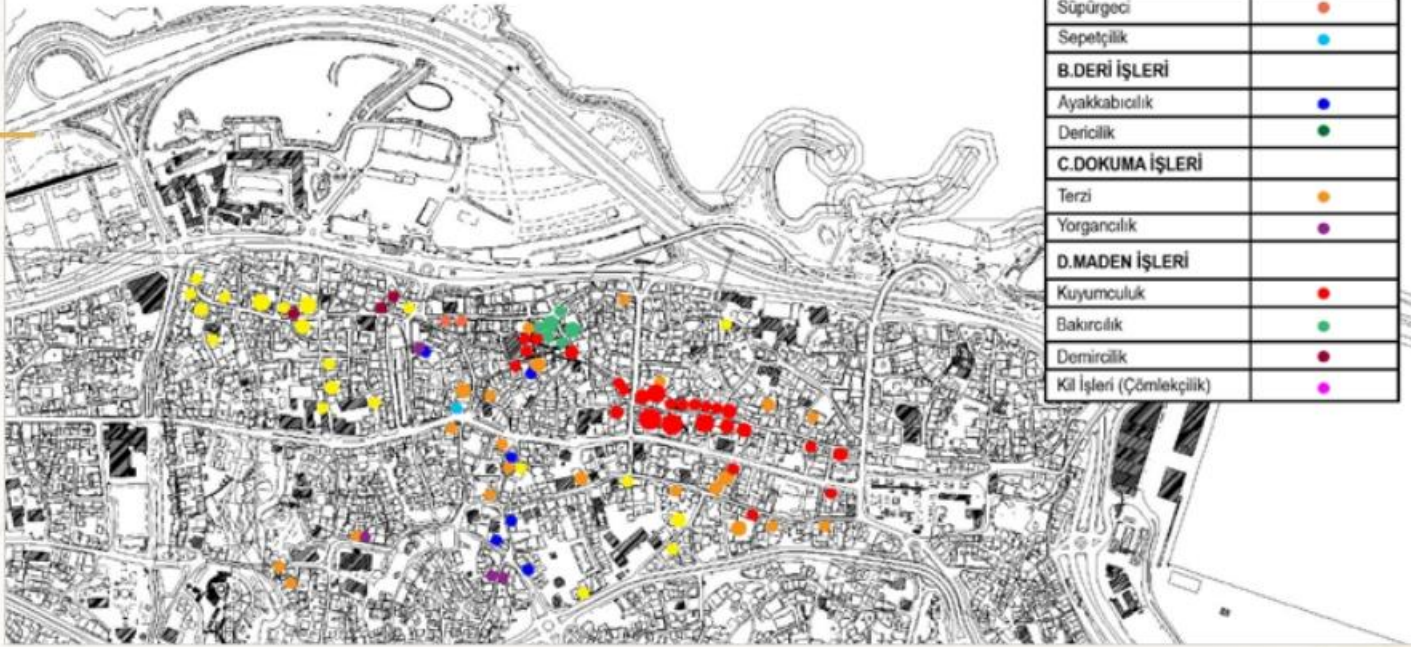 Süpürgeci
Sepetçilik
B.DERİ İŞLERİ
Ayakkabıcılık
Dericilik
C.DOKUMA İŞLERİ
Terzi
Yorgancılık
D.MADEN İŞLERİ
Kuyumculuk
Bakırcılık
Demircilik
Kil İşleri (Çömlekçilik)